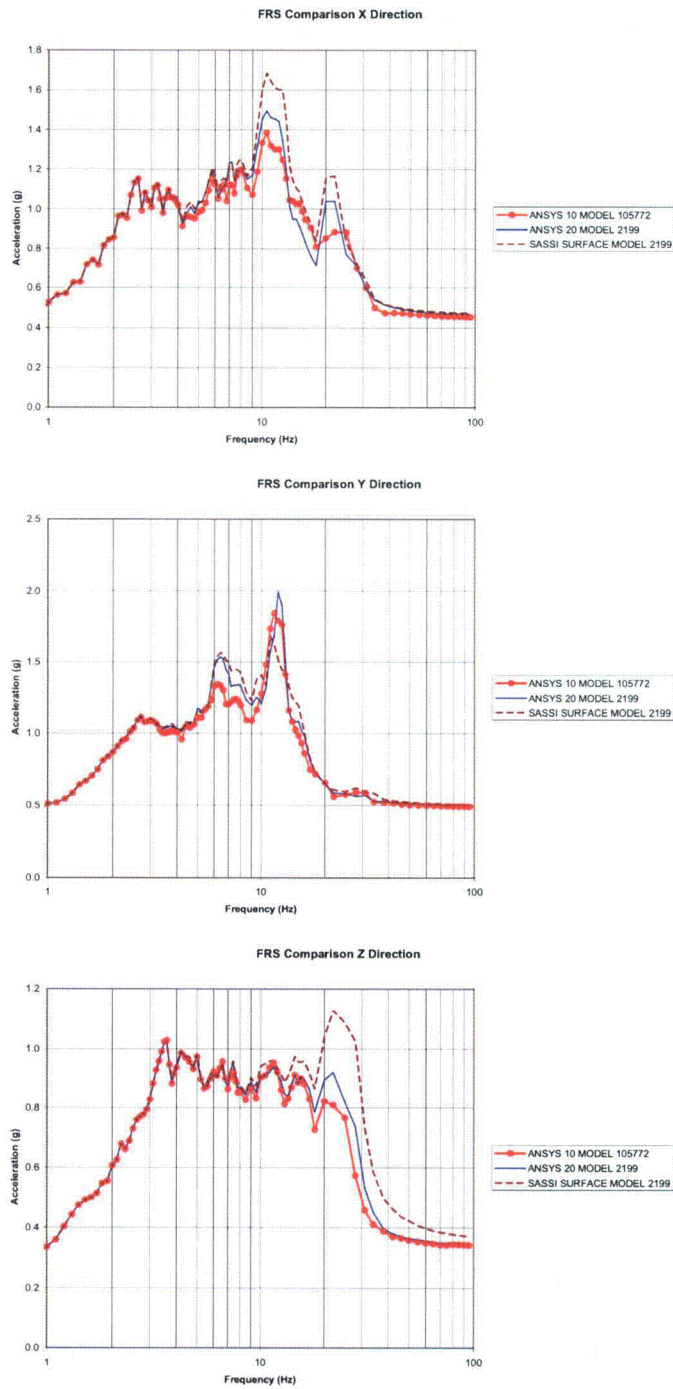 FRS Comparison X Direction
1.8
1.6
1.4
1.2
1.0
0.8
0.6
0.4
0.2
0.0
Acceleration (g)
1
10
100
Frequency (Hz)
ANSYS 10 MODEL 105772
ANSYS 20 MODEL 2199
SASSI SURFACE MODEL 2199
FRS Comparison Y Direction
2.5
2.0
1.5
1.0
0.5
0.0
Acceleration (g)
1
10
100
Frequency (Hz)
ANSYS 10 MODEL 105772
ANSYS 20 MODEL 2199
SASSI SURFACE MODEL 2199
FRS Comparison Z Direction
1.2
1.0
0.8
0.6
0.4
0.2
0.0
Acceleration (g)
1
10
100
Frequency (Hz)
ANSYS 10 MODEL 105772
ANSYS 20 MODEL 2199
SASSI SURFACE MODEL 2199